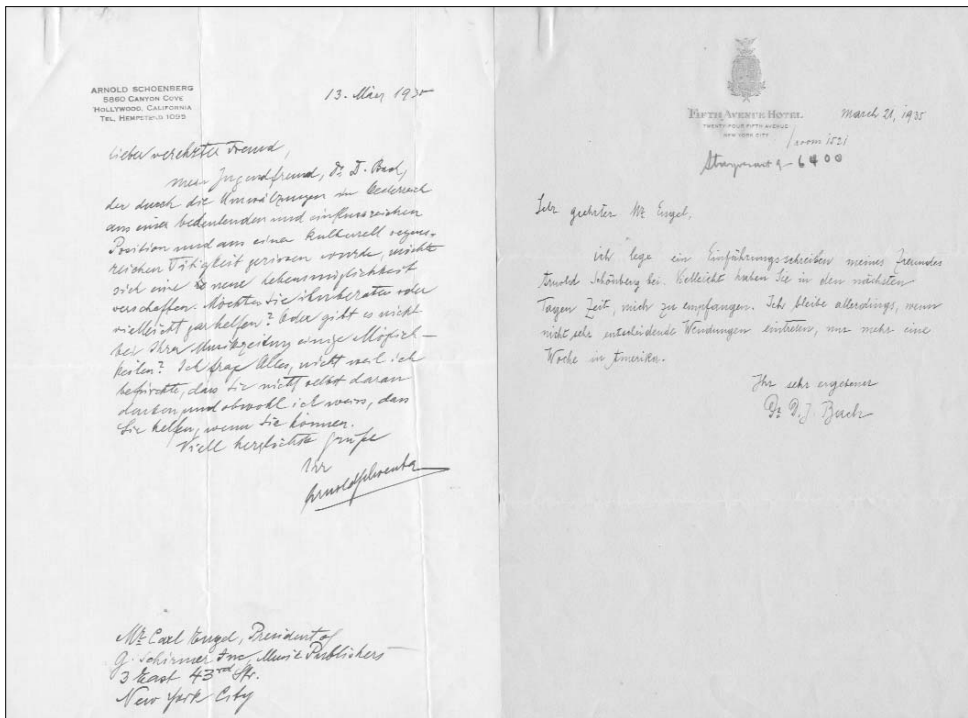 ARNOLD SCHOENBERG
5860 CANYON COVE
HOLLYWOOD, CALIFORNIA
TEL. HEMPSTEAD 1095
13. März 1935
Lieber verehrter Freund,
mein Jugendfreund, Dr. D. Bach,
der durch die Umwälzungen in Oesterreich
aus einer bedeutenden und einflussreichen
Position und aus einer kulturell segens-
reichen Tätigkeit gerissen wurde, möchte
sich eine neue Lebensmöglichkeit
verschaffen. Möchten Sie ihn beraten oder
vielleicht gar helfen? Oder gibt es nicht
bei Ihrer Musikzeitung einige Möglich-
keiten? Ich frage Alles, nicht weil ich
befürchte, dass Sie nicht selbst daran
denken und obwohl ich weiss, dass
Sie helfen, wenn Sie können.
Viell herzlichste Grüße
Ihr
Arnold Schoenberg
Mr. Carl Engel, President of
G. Schirmer Inc, Music Publishers
3 East 43rd Str.
New York City
FIFTH AVENUE HOTEL
TWENTY-FOUR FIFTH AVENUE
NEW YORK CITY
March 21, 1935
/room 1521
Stuyvesant 9-6400
Sehr geehrter Mr. Engel,
ich lege ein Einführungsschreiben meines Freundes
Arnold Schönberg bei. Vielleicht haben Sie in den nächsten
Tagen Zeit, mich zu empfangen. Ich bleibe allerdings, wenn
nicht sehr entscheidende Wendungen eintreten, nur mehr eine
Woche in Amerika.
Ihr sehr ergebener
Dr. D. J. Bach